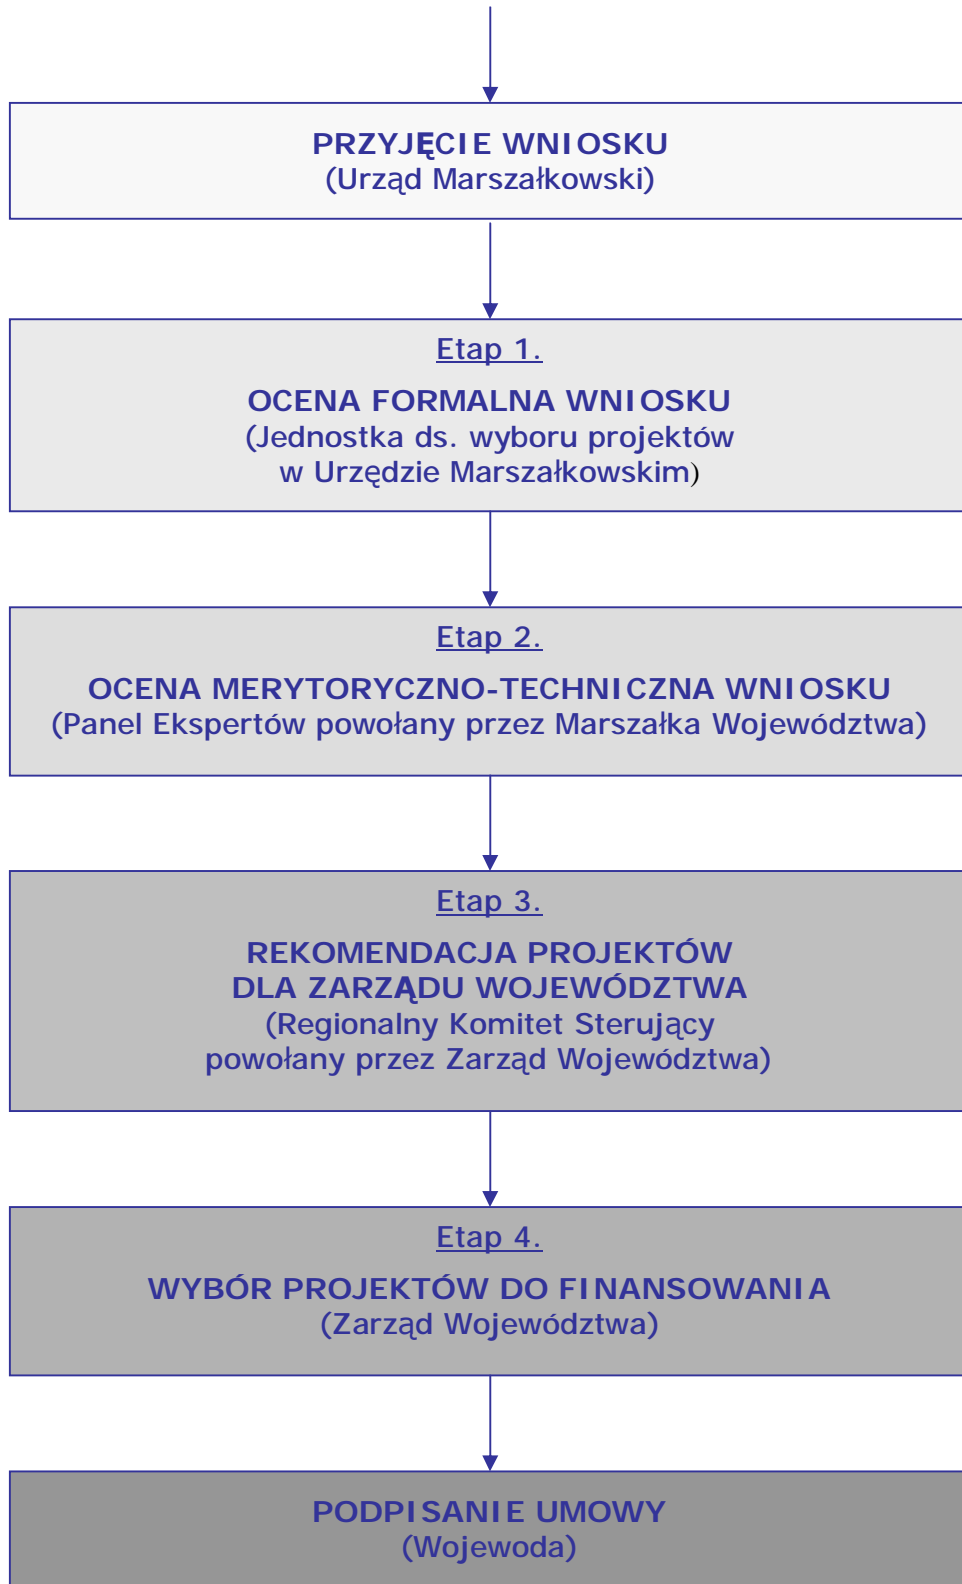 PRZYJĘCIE WNIOSKU
(Urząd Marszałkowski)
Etap 1.
OCENA FORMALNA WNIOSKU
(Jednostka ds. wyboru projektów
w Urzędzie Marszałkowskim)
Etap 2.
OCENA MERYTORYCZNO-TECHNICZNA WNIOSKU
(Panel Ekspertów powołany przez Marszałka Województwa)
Etap 3.
REKOMENDACJA PROJEKTÓW
DLA ZARZĄDU WOJEWÓDZTWA
(Regionalny Komitet Sterujący
powołany przez Zarząd Województwa)
Etap 4.
WYBÓR PROJEKTÓW DO FINANSOWANIA
(Zarząd Województwa)
PODPISANIE UMOWY
(Wojewoda)